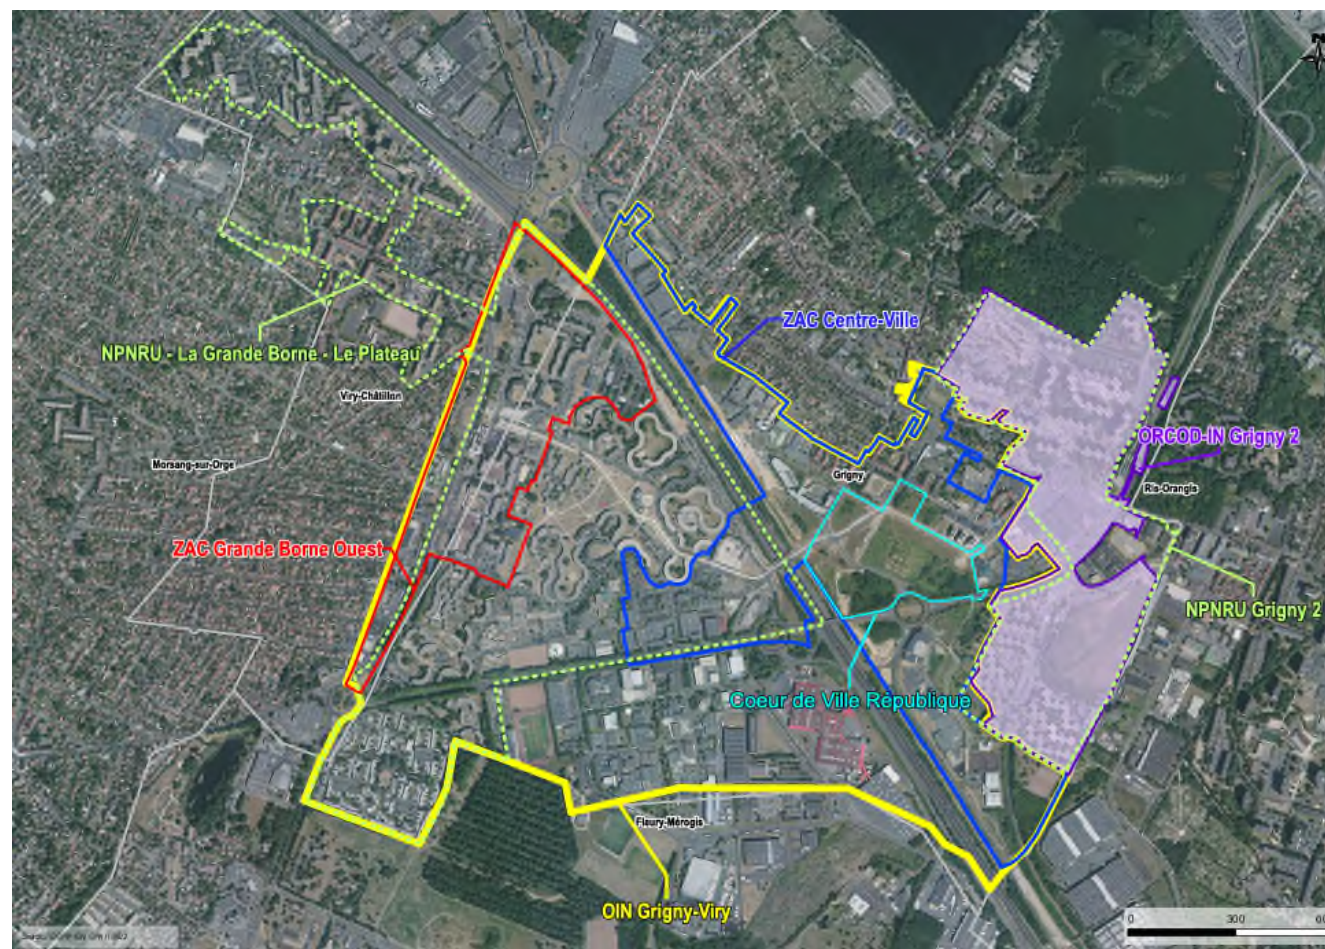 N
ZAC Centre-Ville
NPNRU - La Grande Borne - Le Plateau
Viry-Châtillon
ORCOD-IN Grigny 2
Morsang-sur-Orge
Grigny
Ris-Orangis
ZAC Grande Borne Ouest
NPNRU Grigny 2
Coeur de Ville République
Fleury-Mérogis
OIN Grigny-Viry
0 300